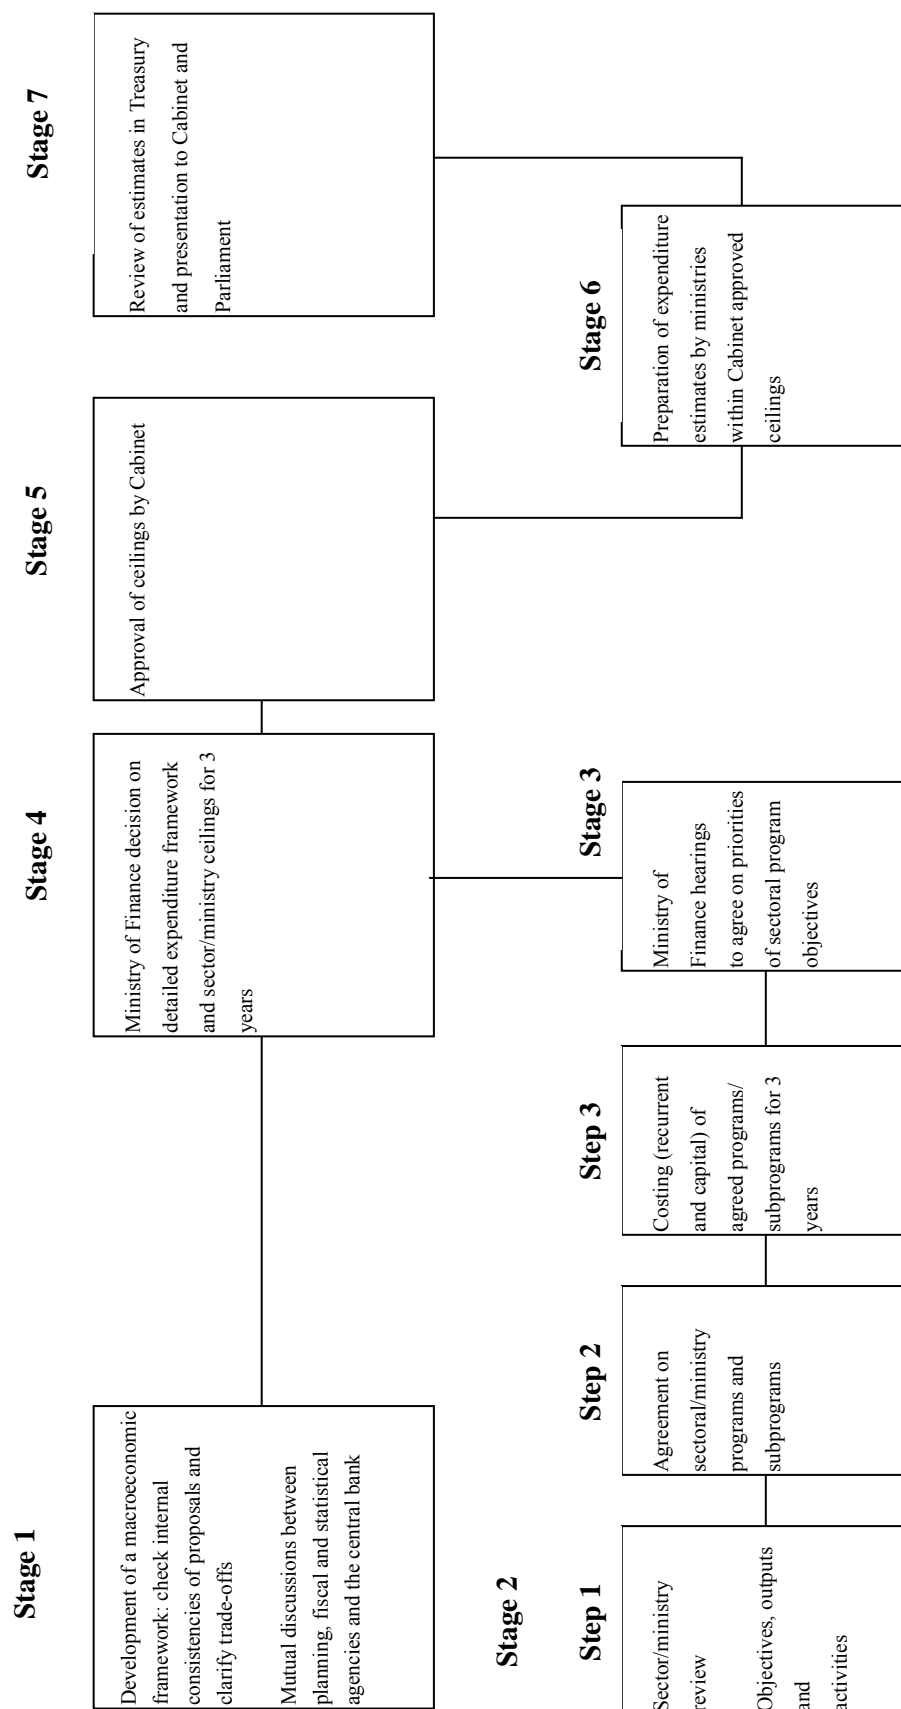 Stage 1
Development of a macroeconomic
framework: check internal
consistencies of proposals and
clarify trade-offs
Mutual discussions between
planning, fiscal and statistical
agencies and the central bank
Stage 4
Ministry of Finance decision on
detailed expenditure framework
and sector/ministry ceilings for 3
years
Stage 5
Approval of ceilings by Cabinet
Stage 7
Review of estimates in Treasury
and presentation to Cabinet and
Parliament
Stage 2
Step 1
Sector/ministry
review
Objectives, outputs
and
activities
Step 2
Agreement on
sectoral/ministry
programs and
subprograms
Step 3
Costing (recurrent
and capital) of
agreed programs/
subprograms for 3
years
Stage 3
Ministry of
Finance hearings
to agree on priorities
of sectoral program
objectives
Stage 6
Preparation of expenditure
estimates by ministries
within Cabinet approved
ceilings